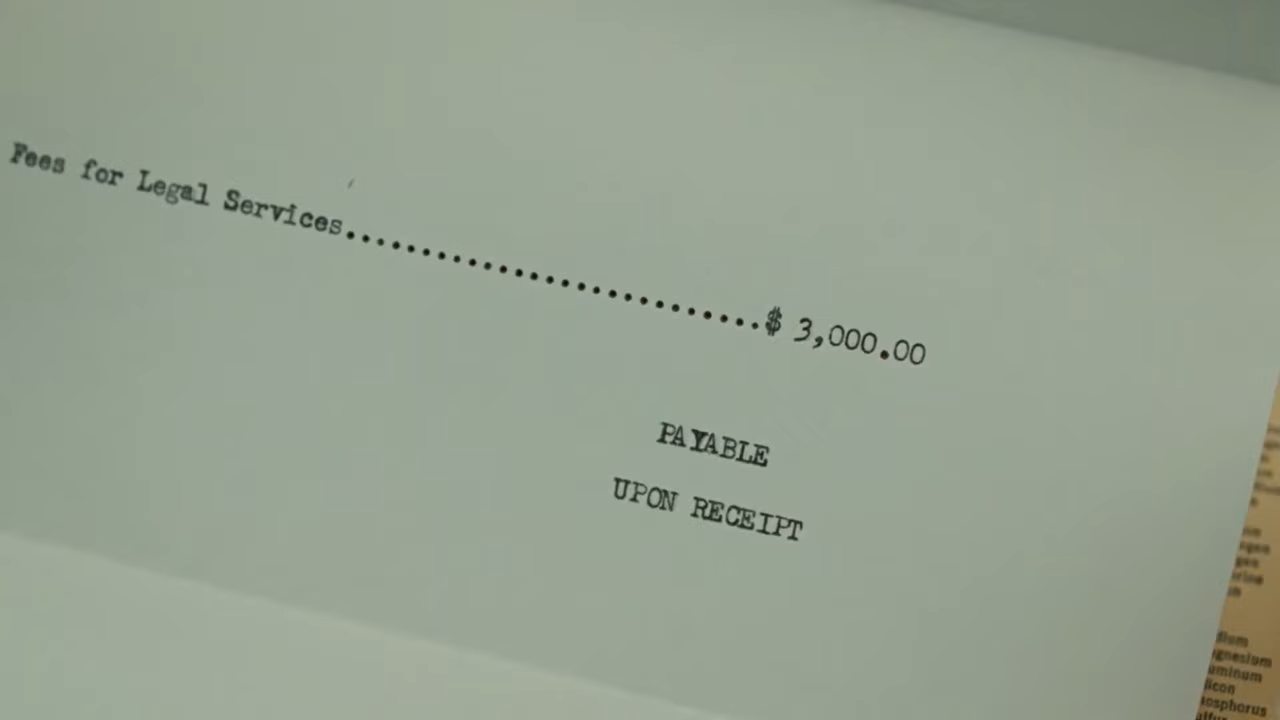 Fees for Legal Services...........................$ 3,000.00
PAYABLE
UPON RECEIPT